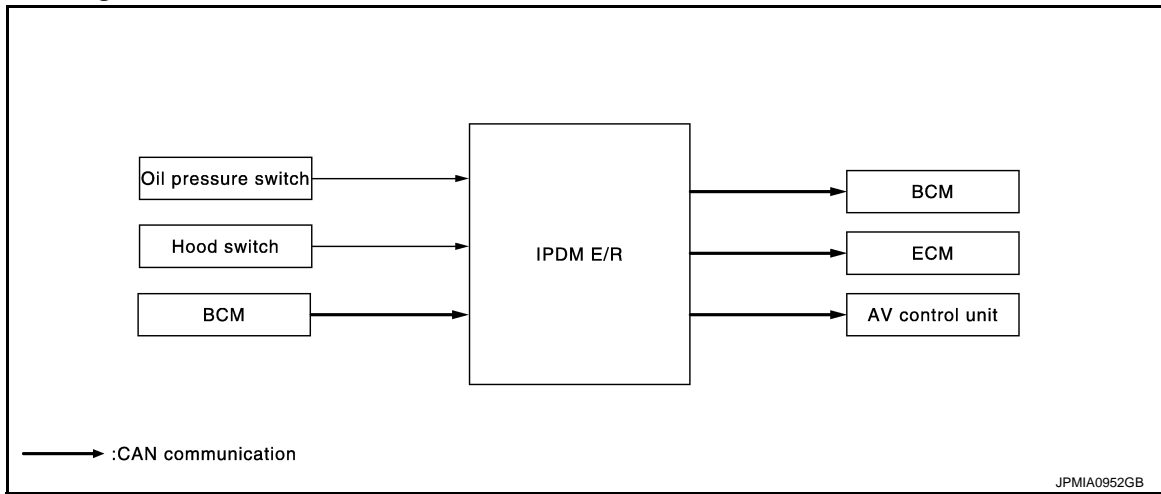 Oil pressure switch
Hood switch
BCM
IPDM E/R
BCM
ECM
AV control unit
:CAN communication
JPMIA0952GB